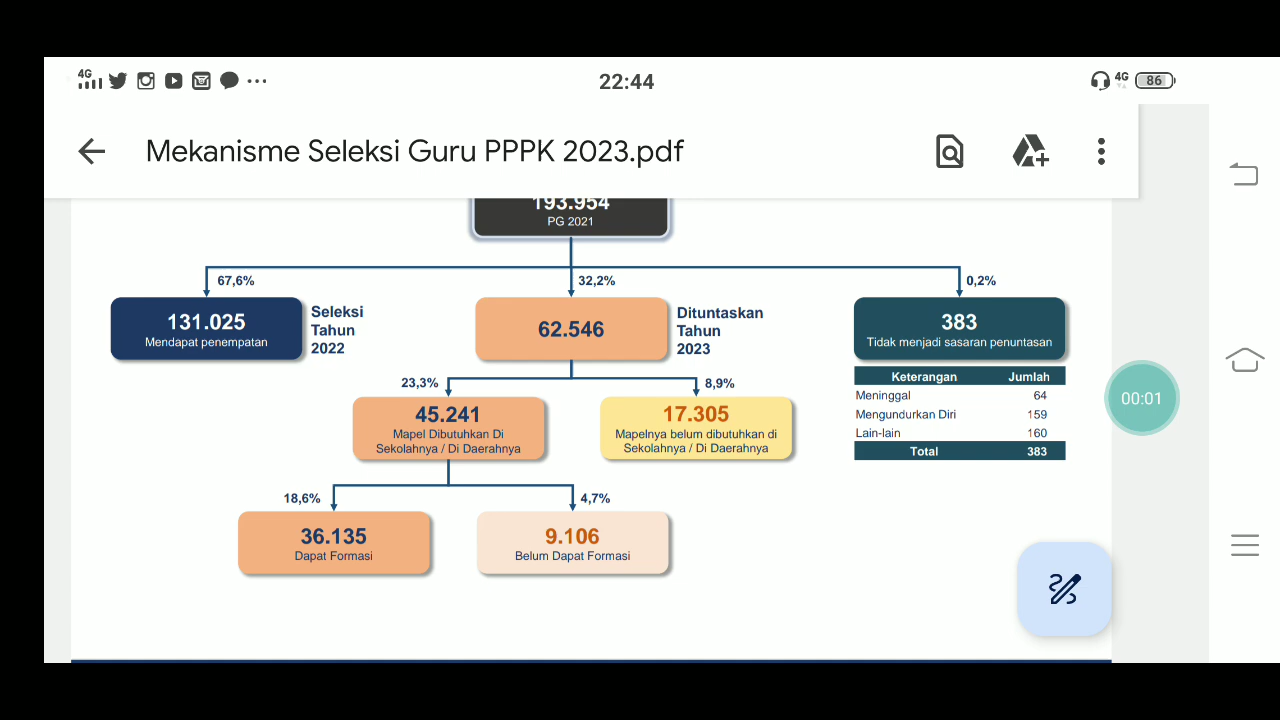 4G
22:44
4G
86
Mekanisme Seleksi Guru PPPK 2023.pdf
193.954
PG 2021
67,6%
32,2%
0,2%
131.025
Mendapat penempatan
Seleksi
Tahun
2022
62.546
Dituntaskan
Tahun
2023
383
Tidak menjadi sasaran penuntasan
Keterangan Jumlah
Meninggal 64
Mengundurkan Diri 159
Lain-lain 160
Total 383
00:01
23,3%
8,9%
45.241
Mapel Dibutuhkan Di
Sekolahnya / Di Daerahnya
17.305
Mapelnya belum dibutuhkan di
Sekolahnya / Di Daerahnya
18,6%
4,7%
36.135
Dapat Formasi
9.106
Belum Dapat Formasi